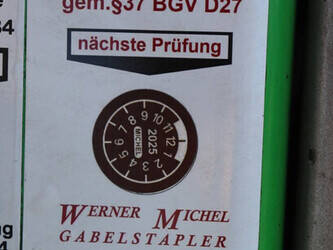 gem.§37 BGV D27
nächste Prüfung
1 2 3 4 5 6 7 8 9 10 11 12
2025
MICHEL
WERNER MICHEL
GABELSTAPLER